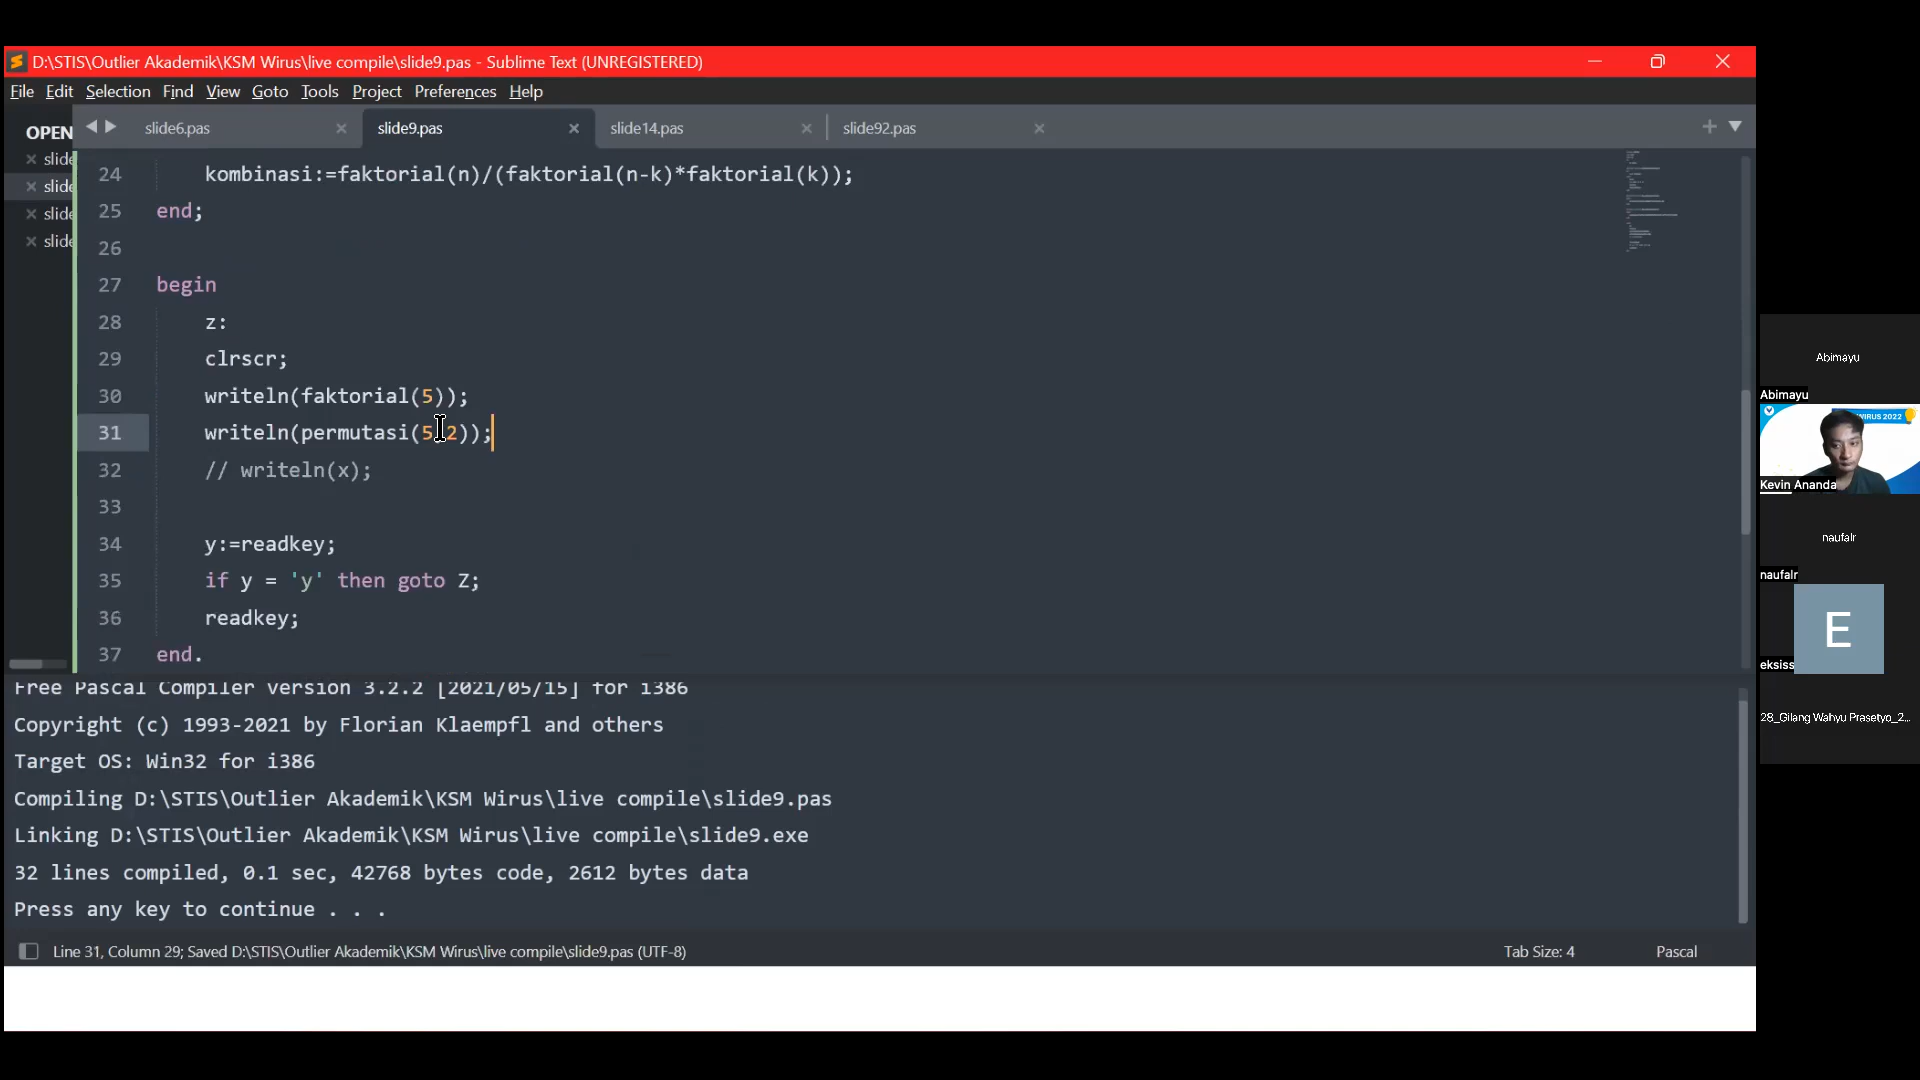 D:\STIS\Outlier Akademik\KSM Wirus\live compile\slide9.pas - Sublime Text (UNREGISTERED)
File Edit Selection Find View Goto Tools Project Preferences Help
OPEN
slide6.pas
slide9.pas
slide14.pas
slide92.pas
slide
slide
slide
slide
24 kombinasi:=faktorial(n)/(faktorial(n-k)*faktorial(k));
25 end;
26
27 begin
28 z:
29 clrscr;
30 writeln(faktorial(5));
31 writeln(permutasi(5,2));
32 // writeln(x);
33
34 y:=readkey;
35 if y = 'y' then goto Z;
36 readkey;
37 end.
Free Pascal Compiler version 3.2.2 [2021/05/15] for i386
Copyright (c) 1993-2021 by Florian Klaempfl and others
Target OS: Win32 for i386
Compiling D:\STIS\Outlier Akademik\KSM Wirus\live compile\slide9.pas
Linking D:\STIS\Outlier Akademik\KSM Wirus\live compile\slide9.exe
32 lines compiled, 0.1 sec, 42768 bytes code, 2612 bytes data
Press any key to continue . . .
Line 31, Column 29; Saved D:\STIS\Outlier Akademik\KSM Wirus\live compile\slide9.pas (UTF-8)
Tab Size: 4
Pascal
Abimayu
Abimayu
WIRUS 2022
Kevin Ananda
naufalr
naufalr
E
eksiss
28_Gilang Wahyu Prasetyo_2...